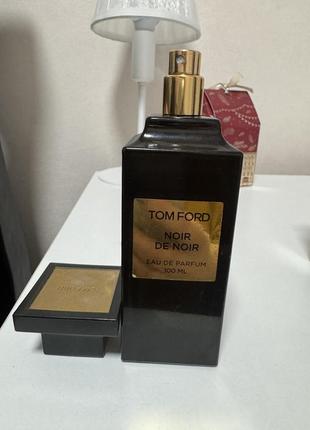 TOM FORD
NOIR
DE NOIR
EAU DE PARFUM
100 ML